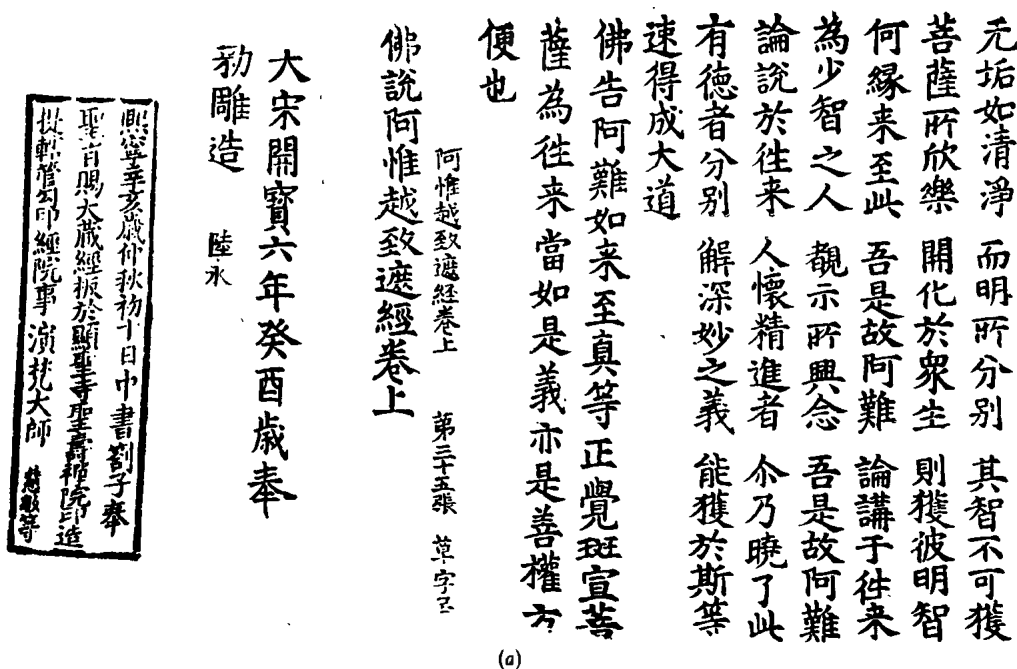 无垢如清淨 而明所分别 其智不可獲
菩薩所欣樂 開化於衆生 則獲彼明智
何緣来至此 吾是故阿難 論講于往来
為少智之人 覩示所興念 吾是故阿難
論說於往来 人懷精進者 尒乃曉了此
有德者分别 解深妙之義 能獲於斯等
速得成大道
佛告阿難如来至真等正覺班宣菩
薩為往来當如是義亦是善權方
便也
阿惟越致遮経卷上 第三十五張 草字号
佛說阿惟越致遮經卷上
大宋開寶六年癸酉歲奉
勑雕造 陸永
熈寧辛亥歲仲秋初十日中書劄子奉
聖旨賜大藏經板於顯聖寺聖壽禪院印造
提轄管勾印經院事演梵大師 慧敏等
(a)